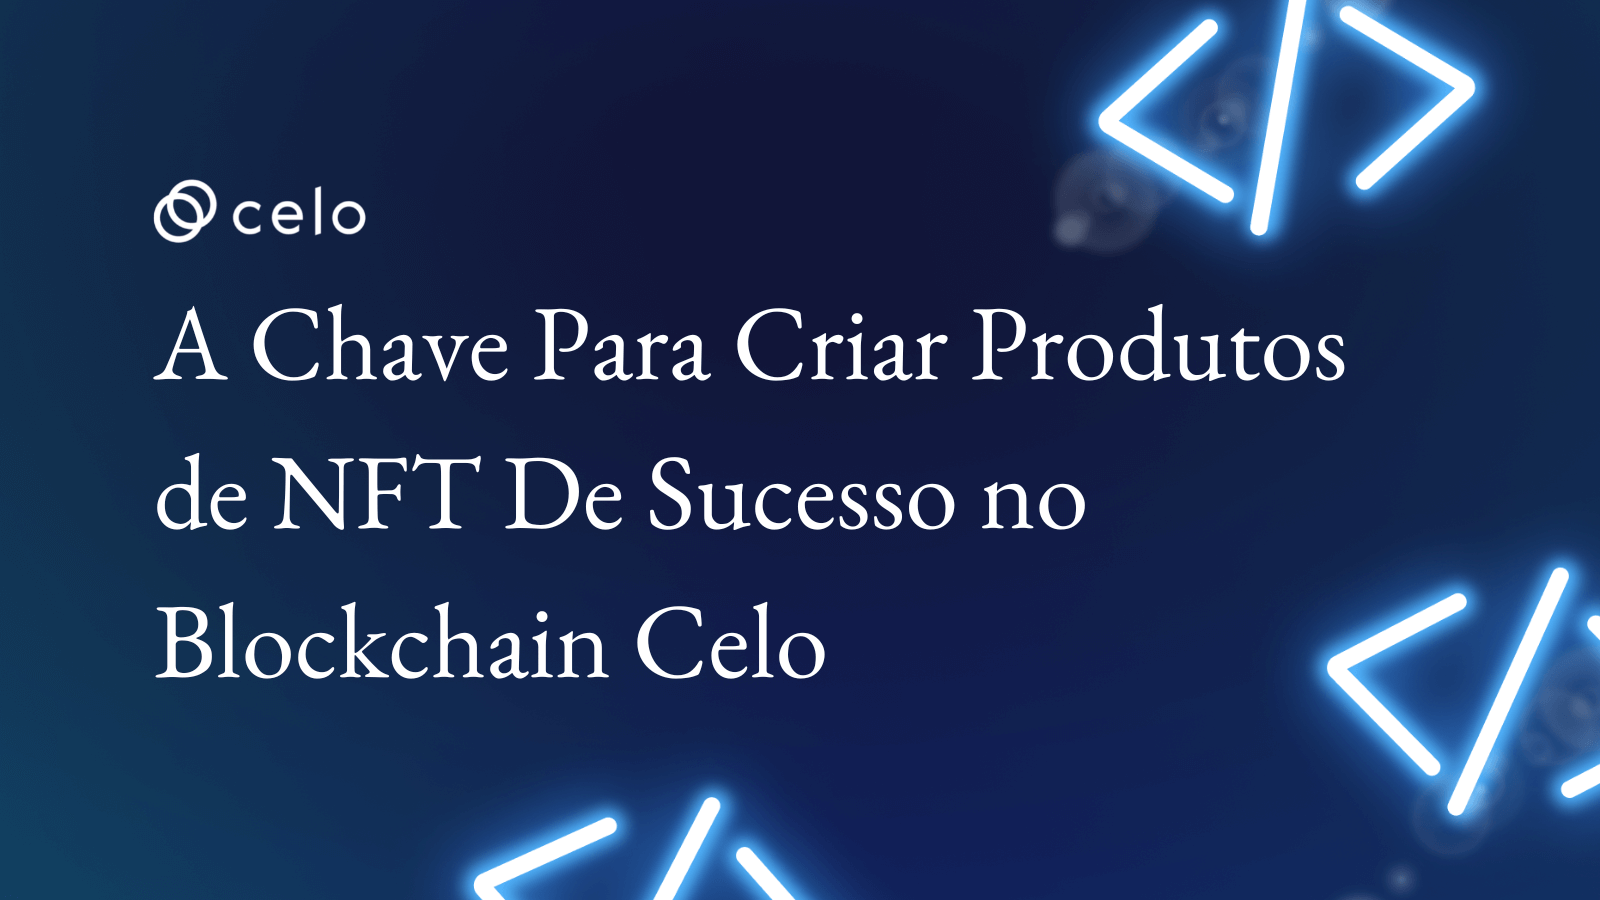 celo
A Chave Para Criar Produtos
de NFT De Sucesso no
Blockchain Celo